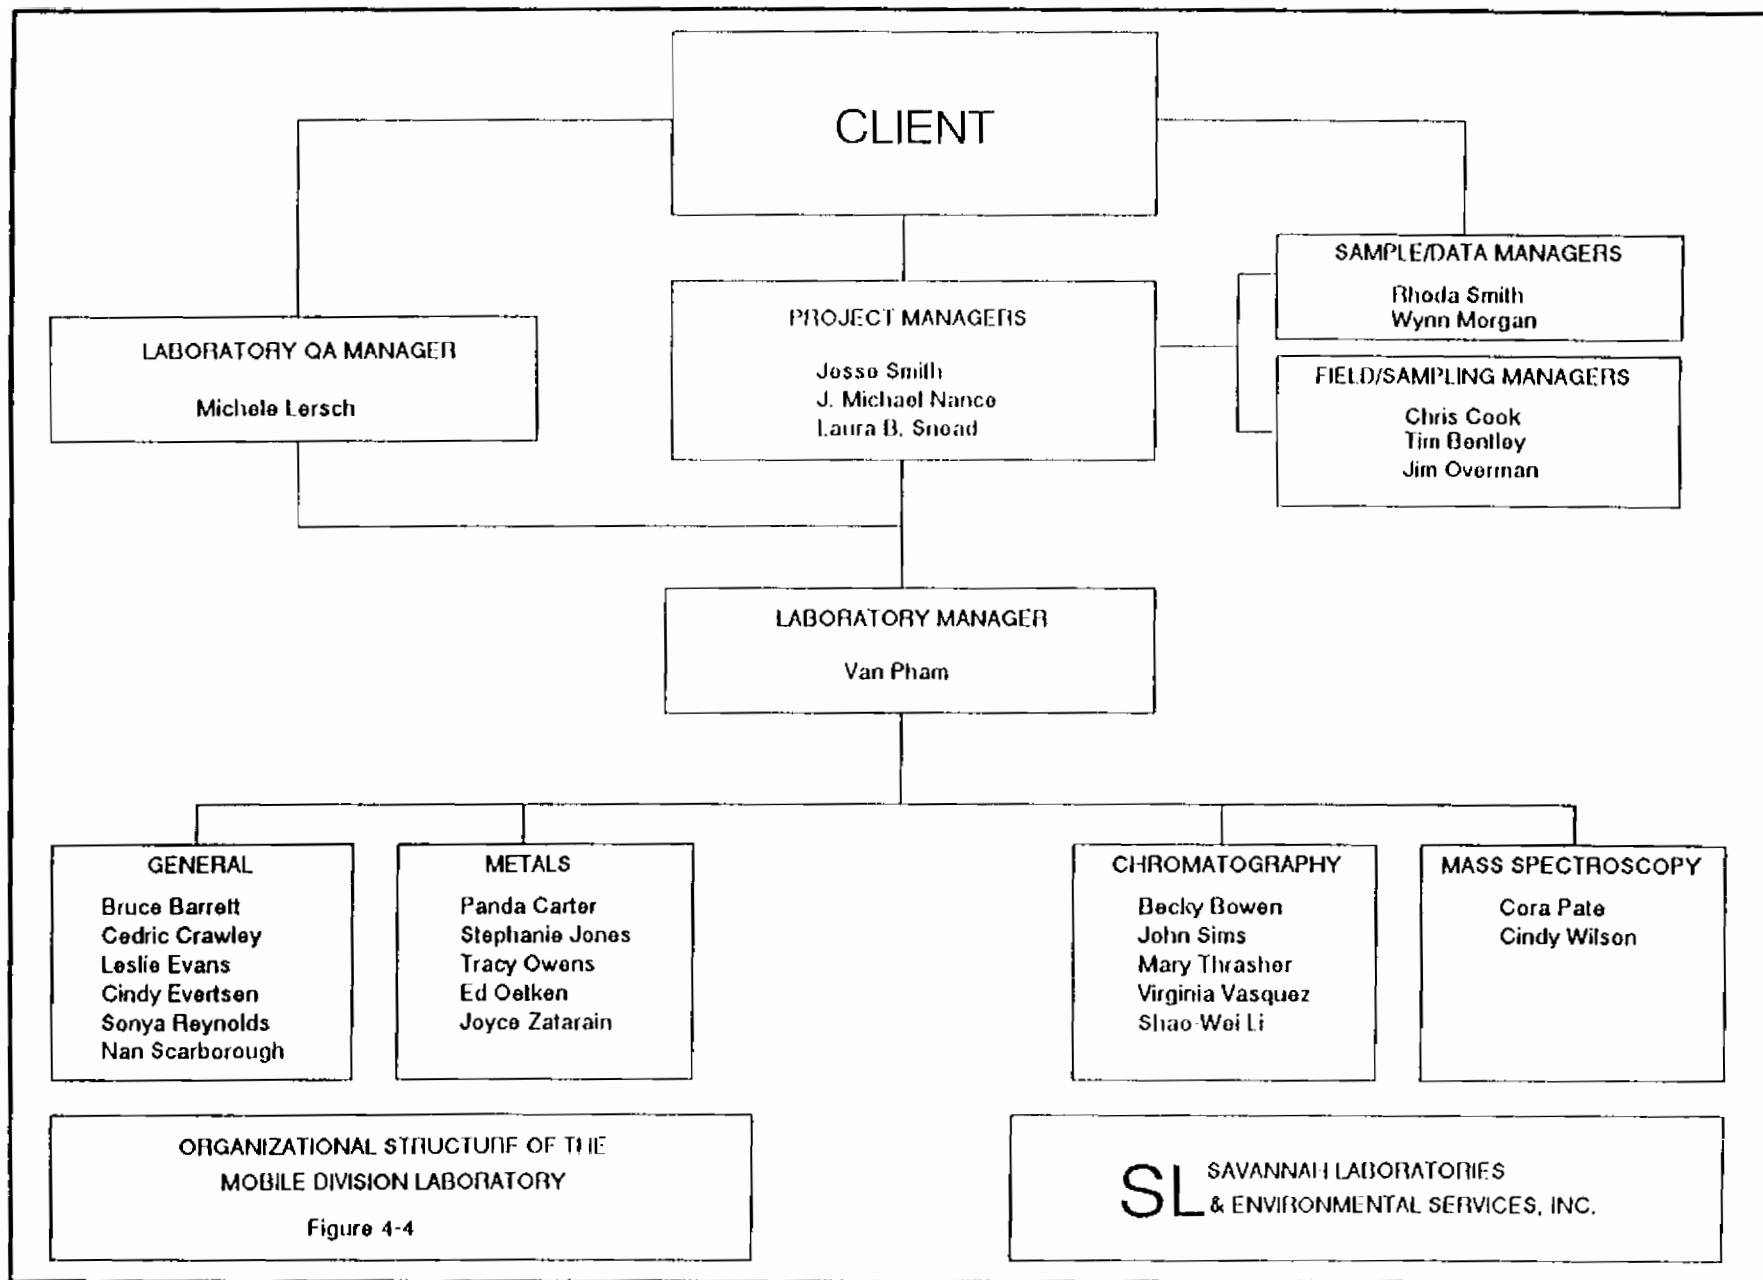 CLIENT
SAMPLE/DATA MANAGERS
Rhoda Smith
Wynn Morgan
PROJECT MANAGERS
Jesse Smith
J. Michael Nance
Laura B. Snead
LABORATORY QA MANAGER
Michele Lersch
FIELD/SAMPLING MANAGERS
Chris Cook
Tim Bentley
Jim Overman
LABORATORY MANAGER
Van Pham
GENERAL
Bruce Barrett
Cedric Crawley
Leslie Evans
Cindy Evertsen
Sonya Reynolds
Nan Scarborough
METALS
Panda Carter
Stephanie Jones
Tracy Owens
Ed Oelken
Joyce Zatarain
CHROMATOGRAPHY
Becky Bowen
John Sims
Mary Thrasher
Virginia Vasquez
Shao-Wei Li
MASS SPECTROSCOPY
Cora Pate
Cindy Wilson
ORGANIZATIONAL STRUCTURE OF THE
MOBILE DIVISION LABORATORY
Figure 4-4
SL SAVANNAH LABORATORIES
& ENVIRONMENTAL SERVICES, INC.